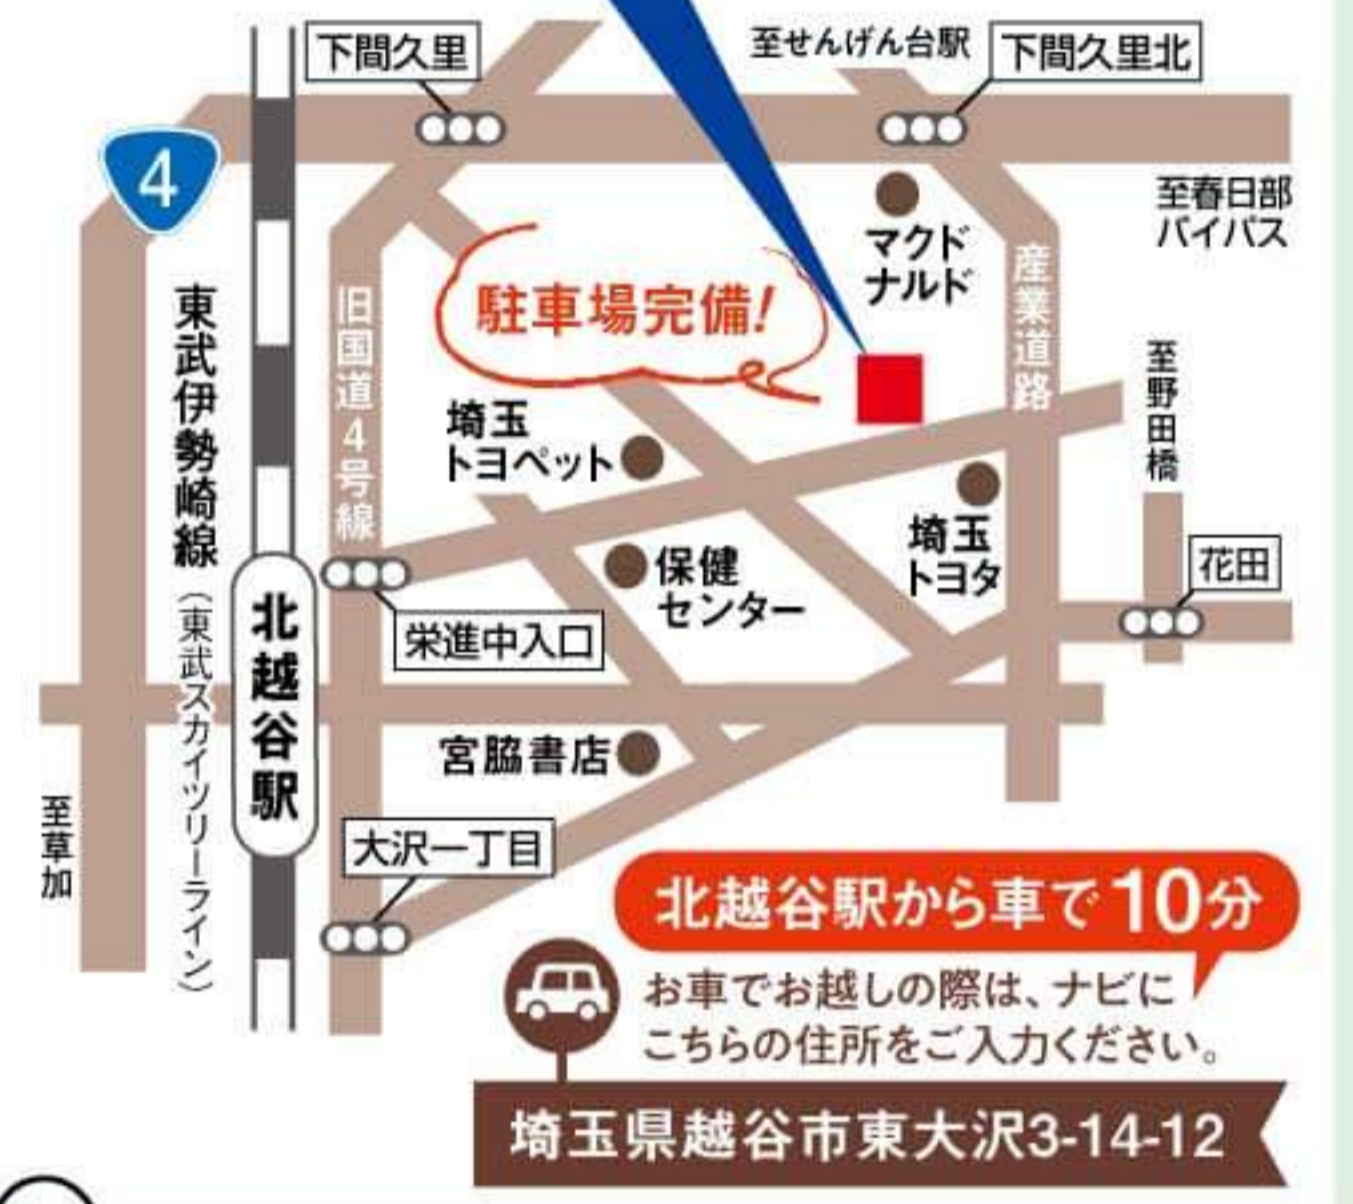 下間久里
至せんげん台駅
下間久里北
4
至春日部
バイパス
マクド
ナルド
産業道路
駐車場完備!
旧国道4号線
東武伊勢崎線
(東武スカイツリーライン)
至野田橋
埼玉
トヨペット
埼玉
トヨタ
花田
保健
センター
栄進中入口
北越谷駅
宮脇書店
至草加
大沢一丁目
北越谷駅から車で10分
お車でお越しの際は、ナビに
こちらの住所をご入力ください。
埼玉県越谷市東大沢3-14-12